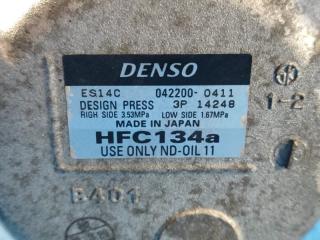 DENSO
ES14C 042200-0411
DESIGN PRESS 3P 14248
HIGH SIDE 3.53MPa LOW SIDE 1.67MPa
MADE IN JAPAN
HFC134a
USE ONLY ND-OIL 11
1-2
B401